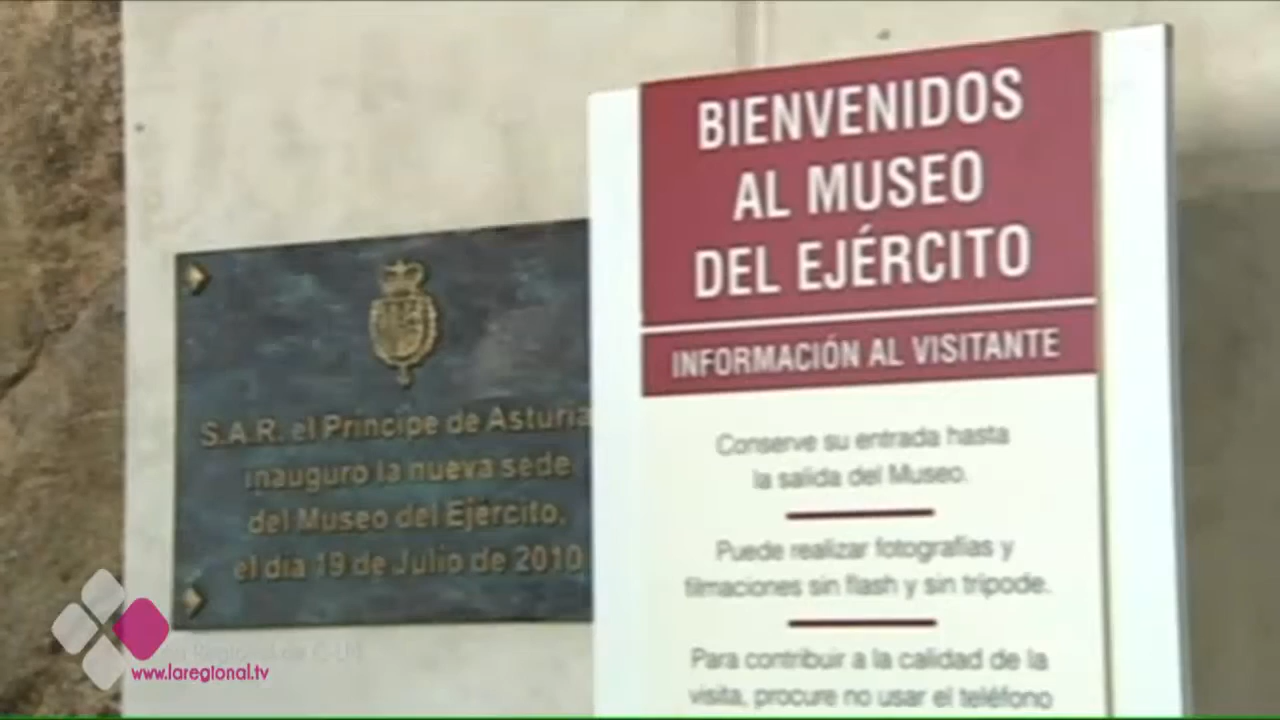 BIENVENIDOS
AL MUSEO
DEL EJÉRCITO
INFORMACIÓN AL VISITANTE
Conserve su entrada hasta
la salida del Museo.
Puede realizar fotografías y
filmaciones sin flash y sin trípode.
Para contribuir a la calidad de la
visita, procure no usar el teléfono
S.A.R. el Principe de Asturia
inauguro la nueva sede
del Museo del Ejército,
el dia 19 de Julio de 2010
www.laregional.tv